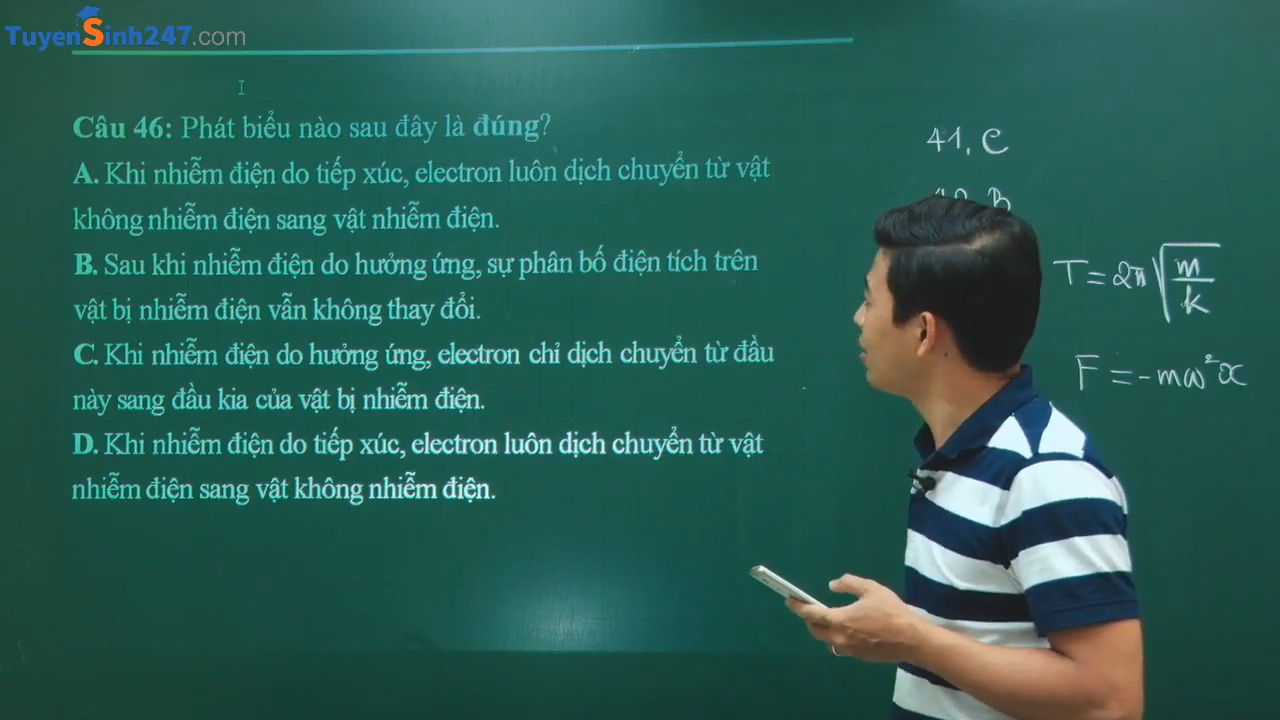 TuyenSinh247.com
Câu 46: Phát biểu nào sau đây là đúng?
A. Khi nhiễm điện do tiếp xúc, electron luôn dịch chuyển từ vật
không nhiễm điện sang vật nhiễm điện.
B. Sau khi nhiễm điện do hưởng ứng, sự phân bố điện tích trên
vật bị nhiễm điện vẫn không thay đổi.
C. Khi nhiễm điện do hưởng ứng, electron chỉ dịch chuyển từ đầu
này sang đầu kia của vật bị nhiễm điện.
D. Khi nhiễm điện do tiếp xúc, electron luôn dịch chuyển từ vật
nhiễm điện sang vật không nhiễm điện.
41. C
T = 2π√(m/k)
F = -mω²x